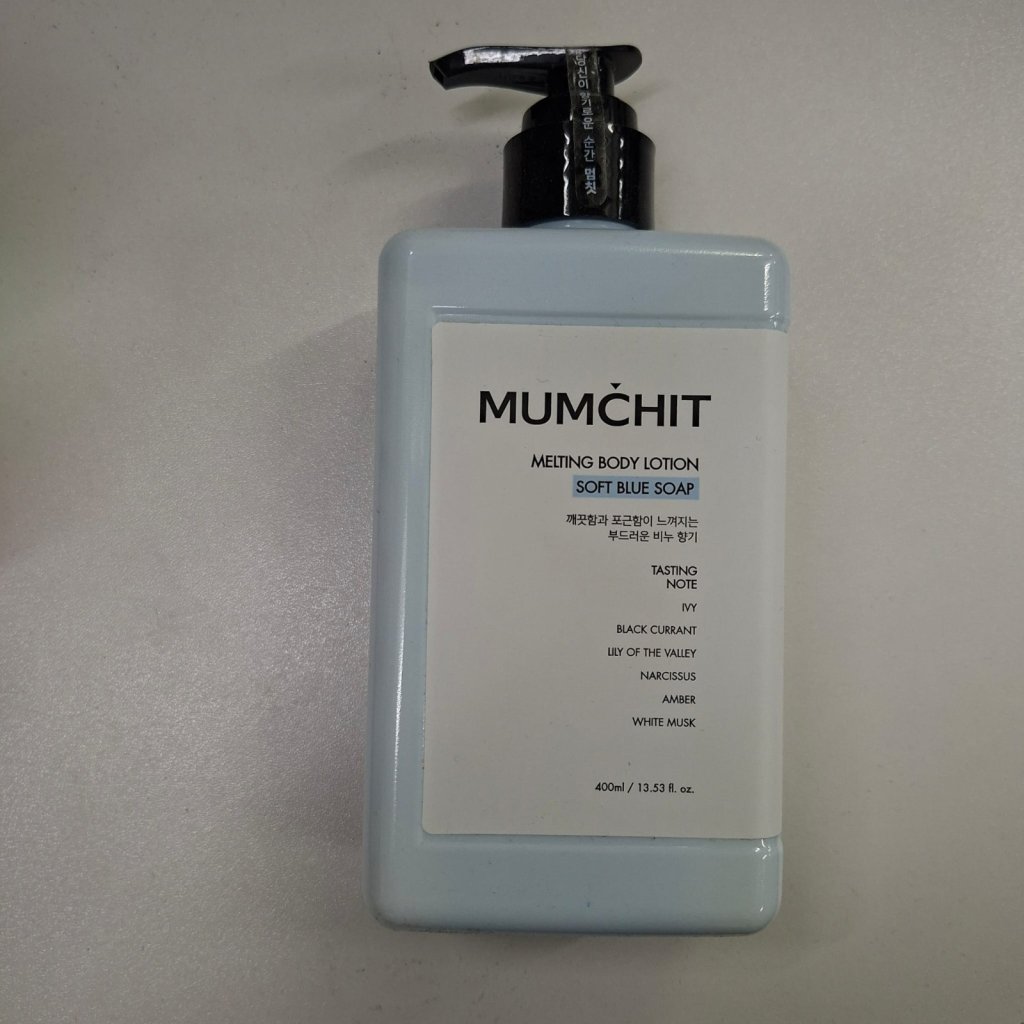 당신이 향기로운 순간 멈칫
MUMCHIT
MELTING BODY LOTION
SOFT BLUE SOAP
깨끗함과 포근함이 느껴지는
부드러운 비누 향기
TASTING
NOTE
IVY
BLACK CURRANT
LILY OF THE VALLEY
NARCISSUS
AMBER
WHITE MUSK
400ml / 13.53 fl. oz.